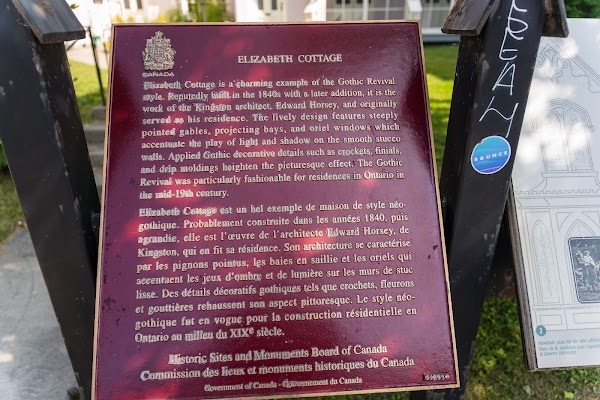 CANADA
ELIZABETH COTTAGE
Elizabeth Cottage is a charming example of the Gothic Revival
style. Reputedly built in the 1840s with a later addition, it is the
work of the Kingston architect, Edward Horsey, and originally
served as his residence. The lively design features steeply
pointed gables, projecting bays, and oriel windows which
accentuate the play of light and shadow on the smooth stucco
walls. Applied Gothic decorative details such as crockets, finials,
and drip moldings heighten the picturesque effect. The Gothic
Revival was particularly fashionable for residences in Ontario in
the mid-19th century.
Elizabeth Cottage est un bel exemple de maison de style néo-
gothique. Probablement construite dans les années 1840, puis
agrandie, elle est l'œuvre de l'architecte Edward Horsey, de
Kingston, qui en fit sa résidence. Son architecture se caractérise
par les pignons pointus, les baies en saillie et les oriels qui
accentuent les jeux d'ombre et de lumière sur les murs de stuc
lisse. Des détails décoratifs gothiques tels que crochets, fleurons
et gouttières rehaussent son aspect pittoresque. Le style néo-
gothique fut en vogue pour la construction résidentielle en
Ontario au milieu du XIXe siècle.
Historic Sites and Monuments Board of Canada
Commission des lieux et monuments historiques du Canada
Government of Canada - Gouvernement du Canada
BOUNCE
1